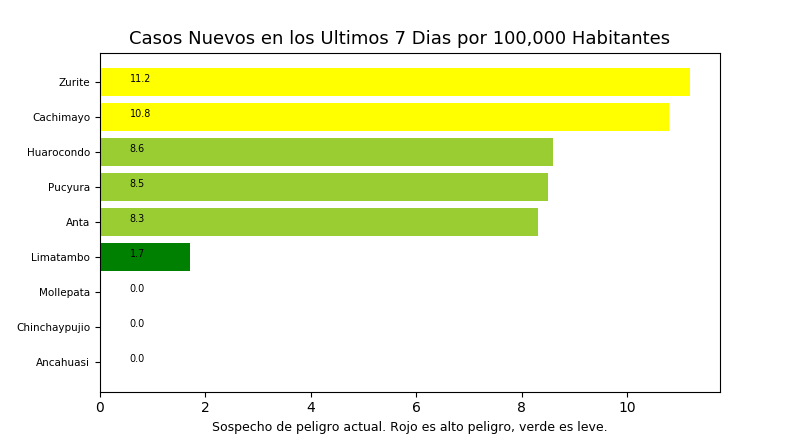 Casos Nuevos en los Ultimos 7 Dias por 100,000 Habitantes
Zurite 11.2
Cachimayo 10.8
Huarocondo 8.6
Pucyura 8.5
Anta 8.3
Limatambo 1.7
Mollepata 0.0
Chinchaypujio 0.0
Ancahuasi 0.0
0 2 4 6 8 10
Sospecho de peligro actual. Rojo es alto peligro, verde es leve.